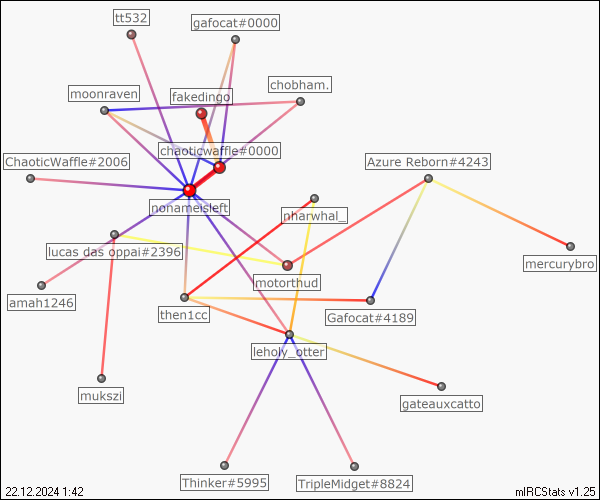 tt532
gafocat#0000
moonraven
fakedingo
chobham.
chaoticwaffle#0000
ChaoticWaffle#2006
Azure Reborn#4243
nonameisleft
nharwhal_
lucas das oppai#2396
mercurybro
motorthud
amah1246
then1cc
Gafocat#4189
leholy_otter
mukszi
gateauxcatto
Thinker#5995
TripleMidget#8824
22.12.2024 1:42
mIRCStats v1.25